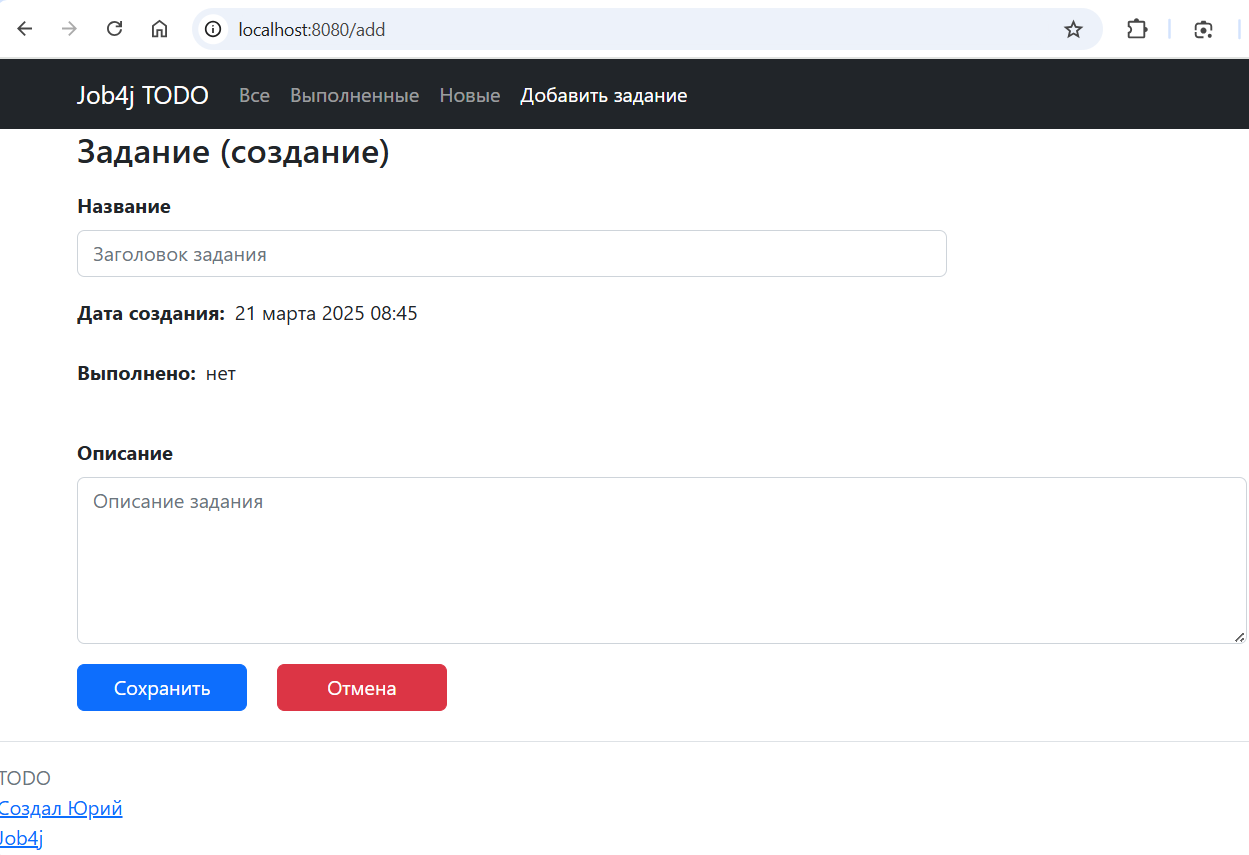 localhost:8080/add
Job4j TODO Все Выполненные Новые Добавить задание
Задание (создание)
Название
Заголовок задания
Дата создания: 21 марта 2025 08:45
Выполнено: нет
Описание
Описание задания
Сохранить Отмена
TODO
Создал Юрий
Job4j